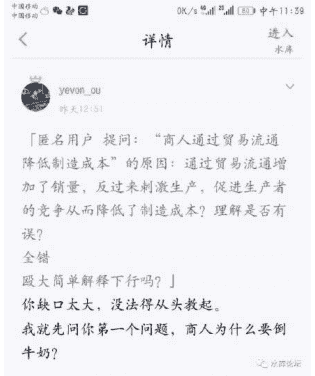 中国移动
中国移动
0K/s 中午11:39
详情
进入
水库
yevon_ou
昨天12:51
「匿名用户 提问：“商人通过贸易流通
降低制造成本”的原因：通过贸易流通增
加了销量，反过来刺激生产，促进生产者
的竞争从而降低了制造成本？理解是否有
误？
全错
殴大简单解释下行吗？」
你缺口太大，没法得从头教起。
我就先问你第一个问题，商人为什么要倒
牛奶？